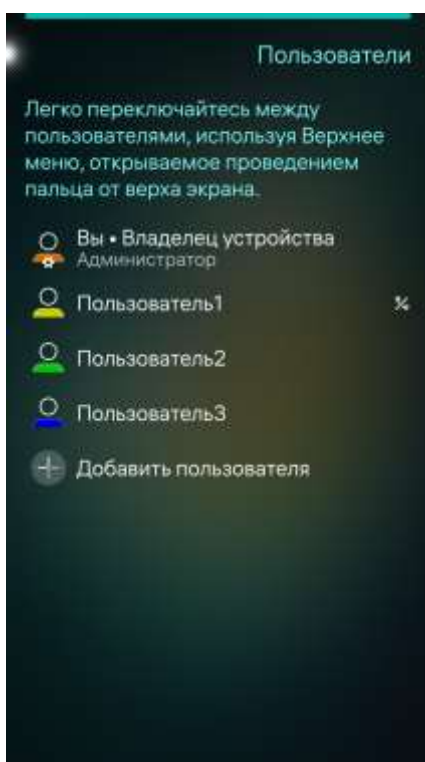 Пользователи
Легко переключайтесь между
пользователями, используя Верхнее
меню, открываемое проведением
пальца от верха экрана.
Вы • Владелец устройства
Администратор
Пользователь1
Пользователь2
Пользователь3
Добавить пользователя